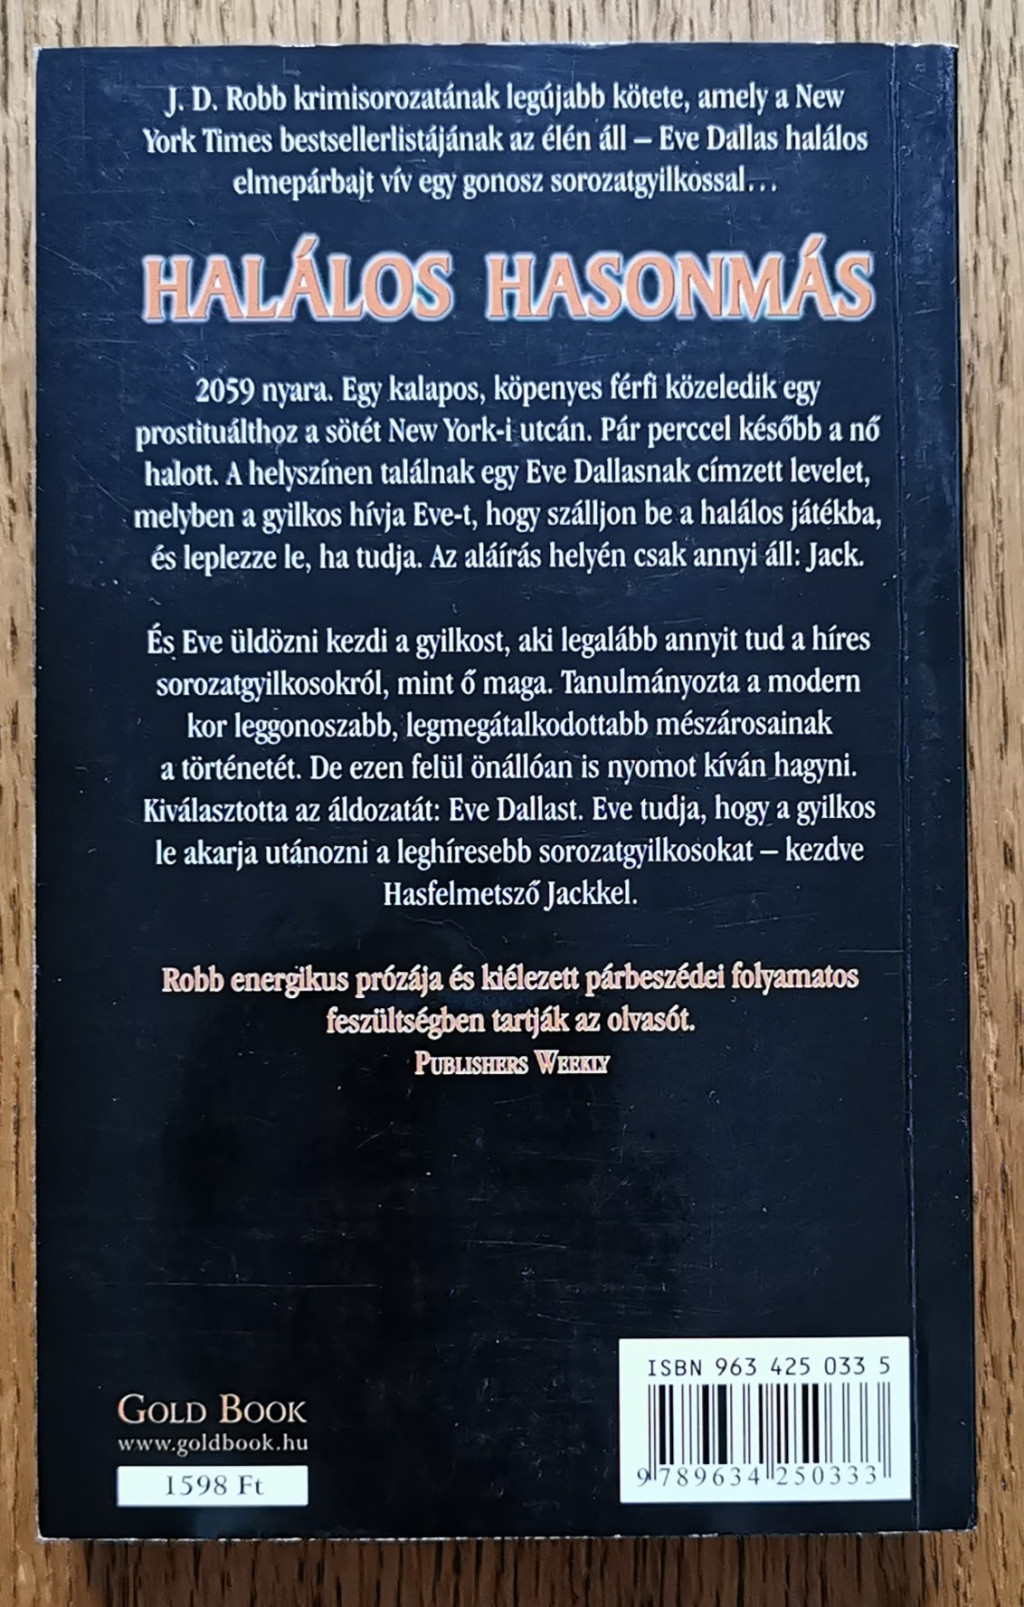 J. D. Robb krimisorozatának legújabb kötete, amely a New
York Times bestsellerlistájának az élén áll – Eve Dallas halálos
elmepárbajt vív egy gonosz sorozatgyilkossal...
HALÁLOS HASONMÁS
2059 nyara. Egy kalapos, köpenyes férfi közeledik egy
prostituálthoz a sötét New York-i utcán. Pár perccel később a nő
halott. A helyszínen találnak egy Eve Dallasnak címzett levelet,
melyben a gyilkos hívja Eve-t, hogy szálljon be a halálos játékba,
és leplezze le, ha tudja. Az aláírás helyén csak annyi áll: Jack.
És Eve üldözni kezdi a gyilkost, aki legalább annyit tud a híres
sorozatgyilkosokról, mint ő maga. Tanulmányozta a modern
kor leggonoszabb, legmegátalkodottabb mészárosainak
a történetét. De ezen felül önállóan is nyomot kíván hagyni.
Kiválasztotta az áldozatát: Eve Dallast. Eve tudja, hogy a gyilkos
le akarja utánozni a leghíresebb sorozatgyilkosokat – kezdve
Hasfelmetsző Jackkel.
Robb energikus prózája és kiélezett párbeszédei folyamatos
feszültségben tartják az olvasót.
PUBLISHERS WEEKLY
GOLD BOOK
www.goldbook.hu
1598 Ft
ISBN 963 425 033 5
9 789634 250333